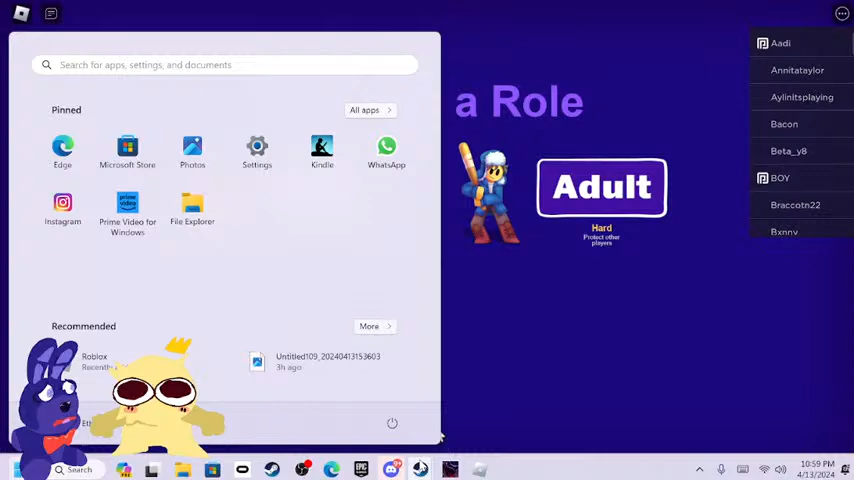 Search for apps, settings, and documents
Pinned
All apps
Edge
Microsoft Store
Photos
Settings
Kindle
WhatsApp
Instagram
Prime Video for
Windows
File Explorer
Recommended
More
Roblox
Recently
Untitled109_20240413153603
3h ago
a Role
Adult
Hard
Protect other
players
Aadi
Annitataylor
Aylinitsplaying
Bacon
Beta_y8
BOY
Braccotn22
Bxnny
Search
10:59 PM
4/13/2024